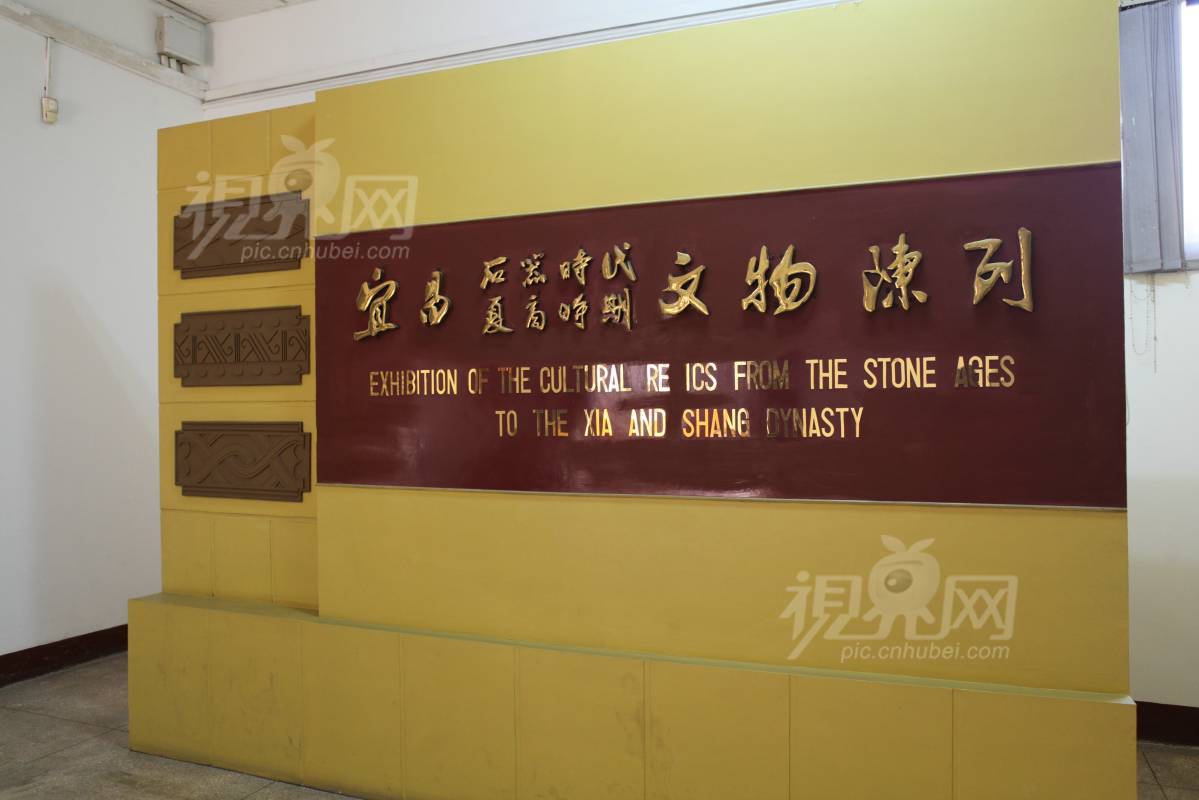 宜昌石器時代文物陳列
夏商時期
EXHIBITION OF THE CULTURAL RE ICS FROM THE STONE AGES
TO THE XIA AND SHANG DYNASTY
視界网
pic.cnhubei.com
視界网
pic.cnhubei.com